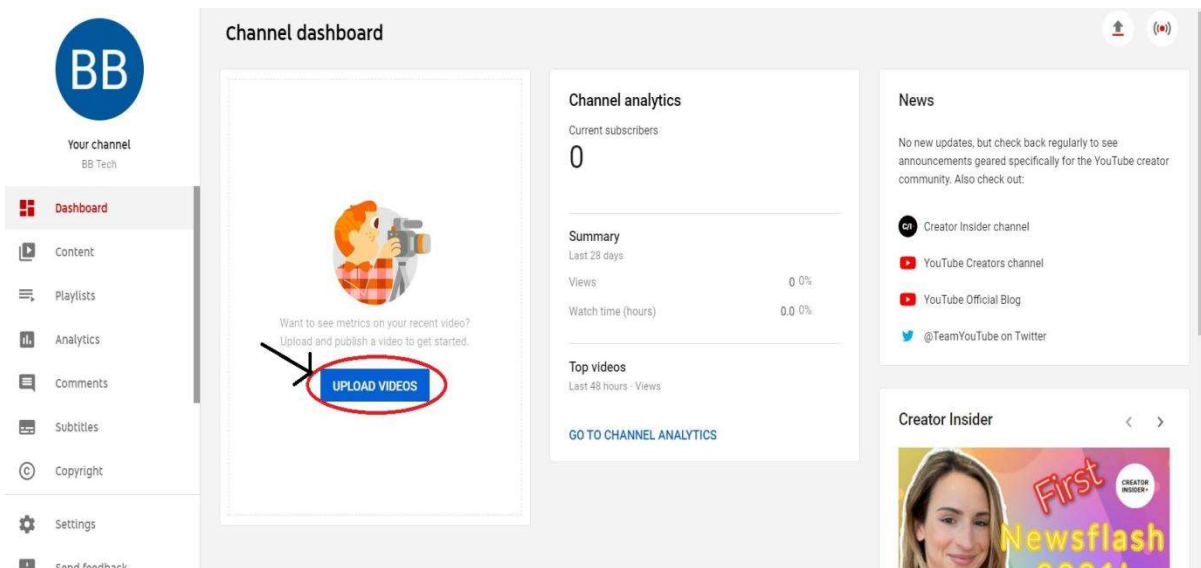 BB
Your channel
BB Tech
Dashboard
Content
Playlists
Analytics
Comments
Subtitles
Copyright
Settings
Send feedback
Channel dashboard
Want to see metrics on your recent video?
Upload and publish a video to get started.
UPLOAD VIDEOS
Channel analytics
Current subscribers
0
Summary
Last 28 days
Views 0 0%
Watch time (hours) 0.0 0%
Top videos
Last 48 hours · Views
GO TO CHANNEL ANALYTICS
News
No new updates, but check back regularly to see
announcements geared specifically for the YouTube creator
community. Also check out:
C/I Creator Insider channel
YouTube Creators channel
YouTube Official Blog
@TeamYouTube on Twitter
Creator Insider
First
CREATOR
INSIDER
Newsflash
2021!